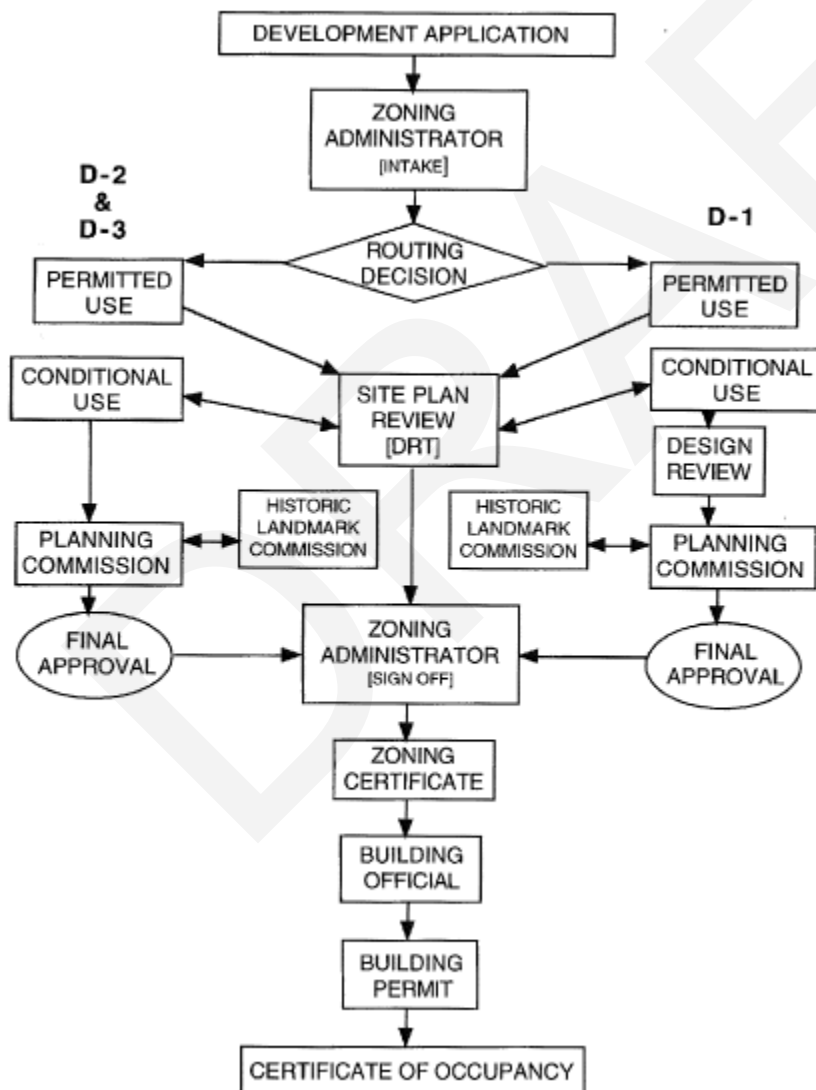 DEVELOPMENT APPLICATION
ZONING
ADMINISTRATOR
[INTAKE]
D-2
&
D-3
D-1
ROUTING
DECISION
PERMITTED
USE
PERMITTED
USE
CONDITIONAL
USE
SITE PLAN
REVIEW
[DRT]
CONDITIONAL
USE
DESIGN
REVIEW
PLANNING
COMMISSION
HISTORIC
LANDMARK
COMMISSION
HISTORIC
LANDMARK
COMMISSION
PLANNING
COMMISSION
FINAL
APPROVAL
ZONING
ADMINISTRATOR
[SIGN OFF]
FINAL
APPROVAL
ZONING
CERTIFICATE
BUILDING
OFFICIAL
BUILDING
PERMIT
CERTIFICATE OF OCCUPANCY